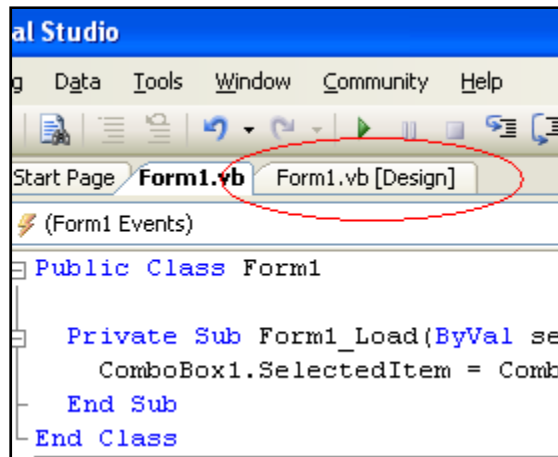 al Studio
g Data Tools Window Community Help
Start Page Form1.vb Form1.vb [Design]
(Form1 Events)
Public Class Form1
Private Sub Form1_Load(ByVal se
ComboBox1.SelectedItem = Comb
End Sub
End Class